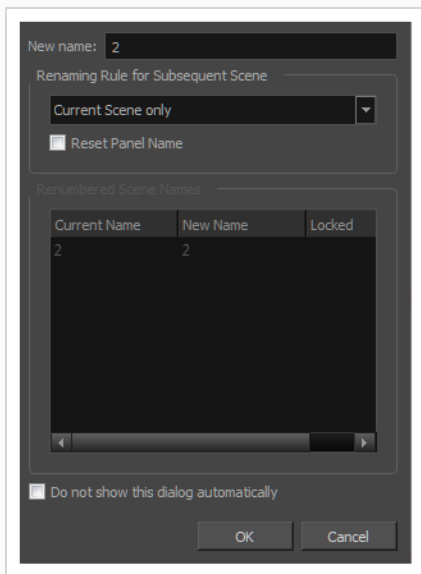 New name: 2
Renaming Rule for Subsequent Scene
Current Scene only
Reset Panel Name
Renumbered Scene Names
Current Name New Name Locked
2 2
Do not show this dialog automatically
OK Cancel